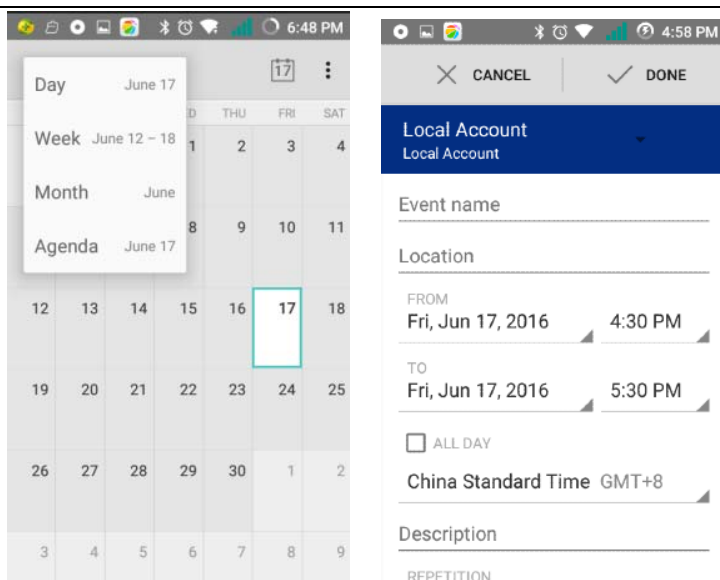 6:48 PM
17
Day June 17
Week June 12 – 18
Month June
Agenda June 17
D THU FRI SAT
1 2 3 4
8 9 10 11
12 13 14 15 16 17 18
19 20 21 22 23 24 25
26 27 28 29 30 1 2
3 4 5 6 7 8 9
4:58 PM
CANCEL DONE
Local Account
Local Account
Event name
Location
FROM
Fri, Jun 17, 2016 4:30 PM
TO
Fri, Jun 17, 2016 5:30 PM
ALL DAY
China Standard Time GMT+8
Description
REPETITION